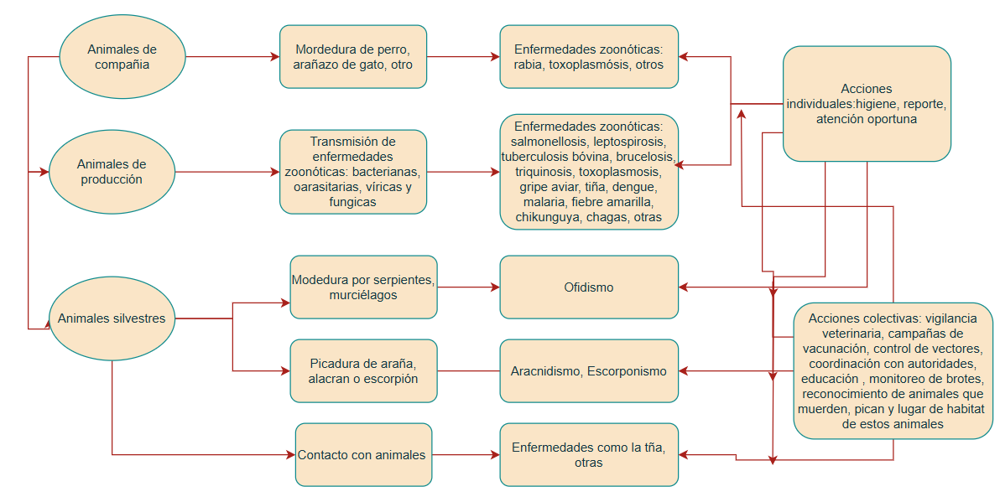 Animales de
compañia
Mordedura de perro,
arañazo de gato, otro
Enfermedades zoonóticas:
rabia, toxoplasmósis, otros
Acciones
individuales:higiene, reporte,
atención oportuna
Animales de
producción
Transmisión de
enfermedades
zoonóticas: bacterianas,
oarasitarias, víricas y
fungicas
Enfermedades zoonóticas:
salmonellosis, leptospirosis,
tuberculosis bóvina, brucelosis,
triquinosis, toxoplasmosis,
gripe aviar, tiña, dengue,
malaria, fiebre amarilla,
chikunguya, chagas, otras
Animales silvestres
Modedura por serpientes,
murciélagos
Ofidismo
Picadura de araña,
alacran o escorpión
Aracnidismo, Escorponismo
Acciones colectivas: vigilancia
veterinaria, campañas de
vacunación, control de vectores,
coordinación con autoridades,
educación , monitoreo de brotes,
reconocimiento de animales que
muerden, pican y lugar de habitat
de estos animales
Contacto con animales
Enfermedades como la tña,
otras